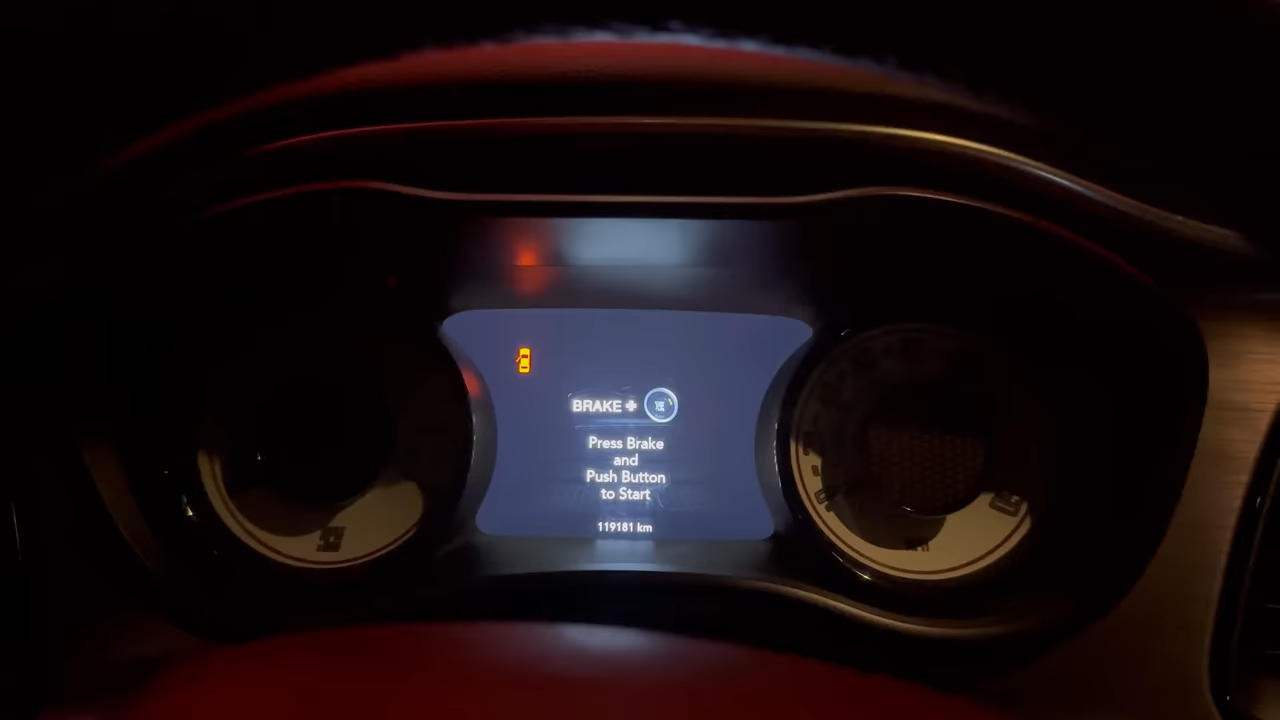 BRAKE +
Press Brake
and
Push Button
to Start
119181 km